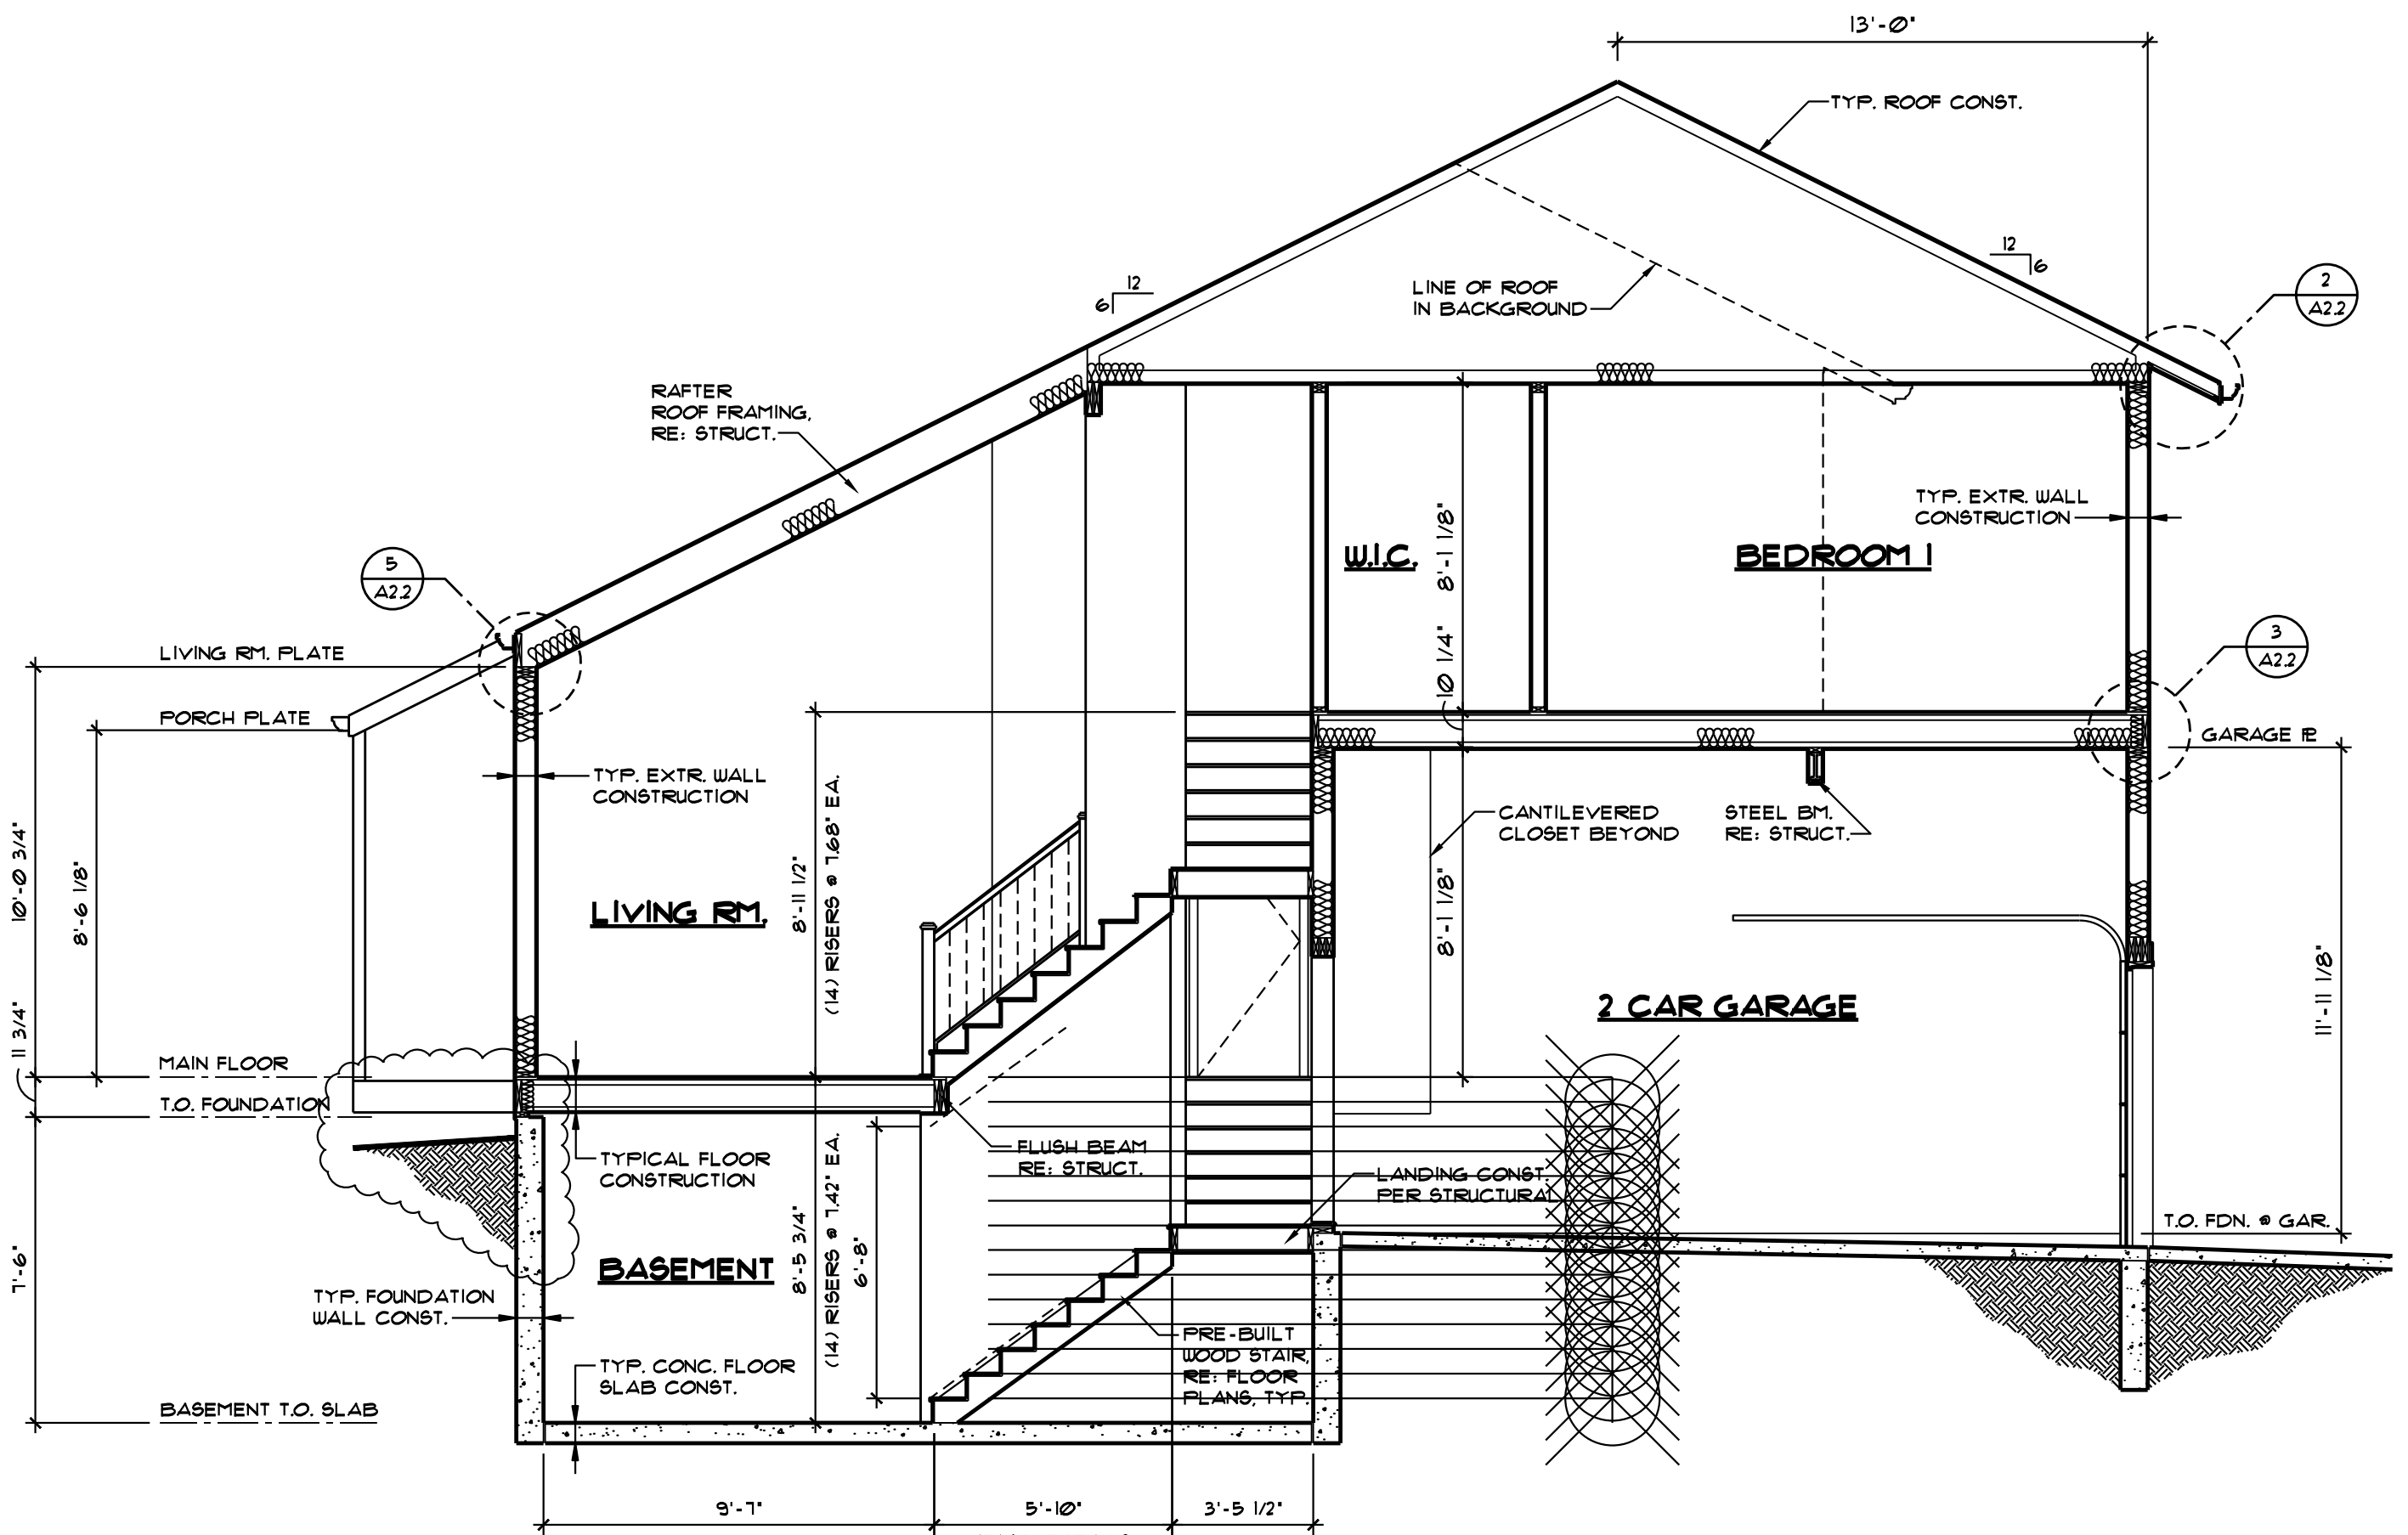 13'-0"
TYP. ROOF CONST.
12
6
12
6
2
A2.2
LINE OF ROOF
IN BACKGROUND
RAFTER
ROOF FRAMING,
RE: STRUCT.
TYP. EXTR. WALL
CONSTRUCTION
8'-1 1/8"
W.I.C.
BEDROOM 1
5
A2.2
3
A2.2
LIVING RM. PLATE
10 1/4"
PORCH PLATE
GARAGE PL
TYP. EXTR. WALL
CONSTRUCTION
CANTILEVERED
CLOSET BEYOND
STEEL BM.
RE: STRUCT.
10'-0 3/4"
8'-6 1/8"
8'-11 1/2"
(14) RISERS @ 7.68" EA.
8'-1 1/8"
LIVING RM.
2 CAR GARAGE
11'-11 1/8"
11 3/4"
MAIN FLOOR
T.O. FOUNDATION
FLUSH BEAM
RE: STRUCT.
TYPICAL FLOOR
CONSTRUCTION
LANDING CONST.
PER STRUCTURAL
T.O. FDN. @ GAR.
7'-6"
8'-5 3/4"
(14) RISERS @ 7.42" EA.
6'-8"
BASEMENT
TYP. FOUNDATION
WALL CONST.
PRE-BUILT
WOOD STAIR,
RE: FLOOR
PLANS, TYP.
TYP. CONC. FLOOR
SLAB CONST.
BASEMENT T.O. SLAB
9'-7"
5'-10"
3'-5 1/2"